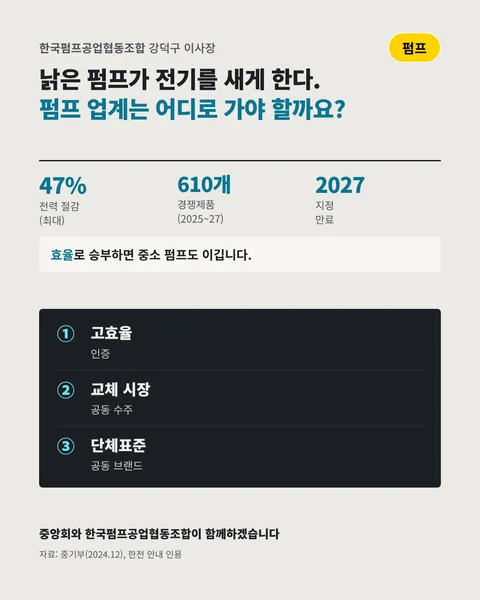 한국펌프공업협동조합 강덕구 이사장
펌프
낡은 펌프가 전기를 새게 한다.
펌프 업계는 어디로 가야 할까요?
47%
전력 절감
(최대)
610개
경쟁제품
(2025~27)
2027
지정
만료
효율로 승부하면 중소 펌프도 이깁니다.
1
고효율
인증
2
교체 시장
공동 수주
3
단체표준
공동 브랜드
중앙회와 한국펌프공업협동조합이 함께하겠습니다
자료: 중기부(2024.12), 한전 안내 인용